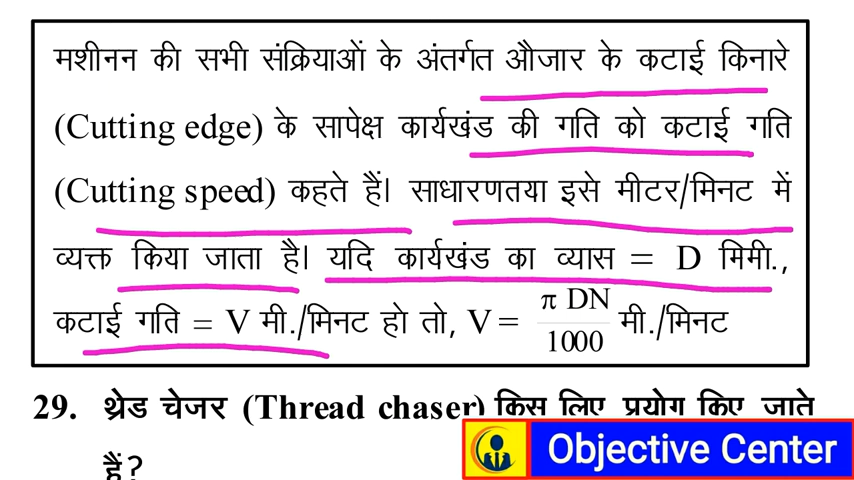 मशीनन की सभी संक्रियाओं के अंतर्गत औजार के कटाई किनारे
(Cutting edge) के सापेक्ष कार्यखंड की गति को कटाई गति
(Cutting speed) कहते हैं। साधारणतया इसे मीटर/मिनट में
व्यक्त किया जाता है। यदि कार्यखंड का व्यास = D मिमी.,
कटाई गति = V मी./मिनट हो तो, V = π DN / 1000 मी./मिनट
29. थ्रेड चेजर (Thread chaser) किस लिए प्रयोग किए जाते
हैं?
Objective Center